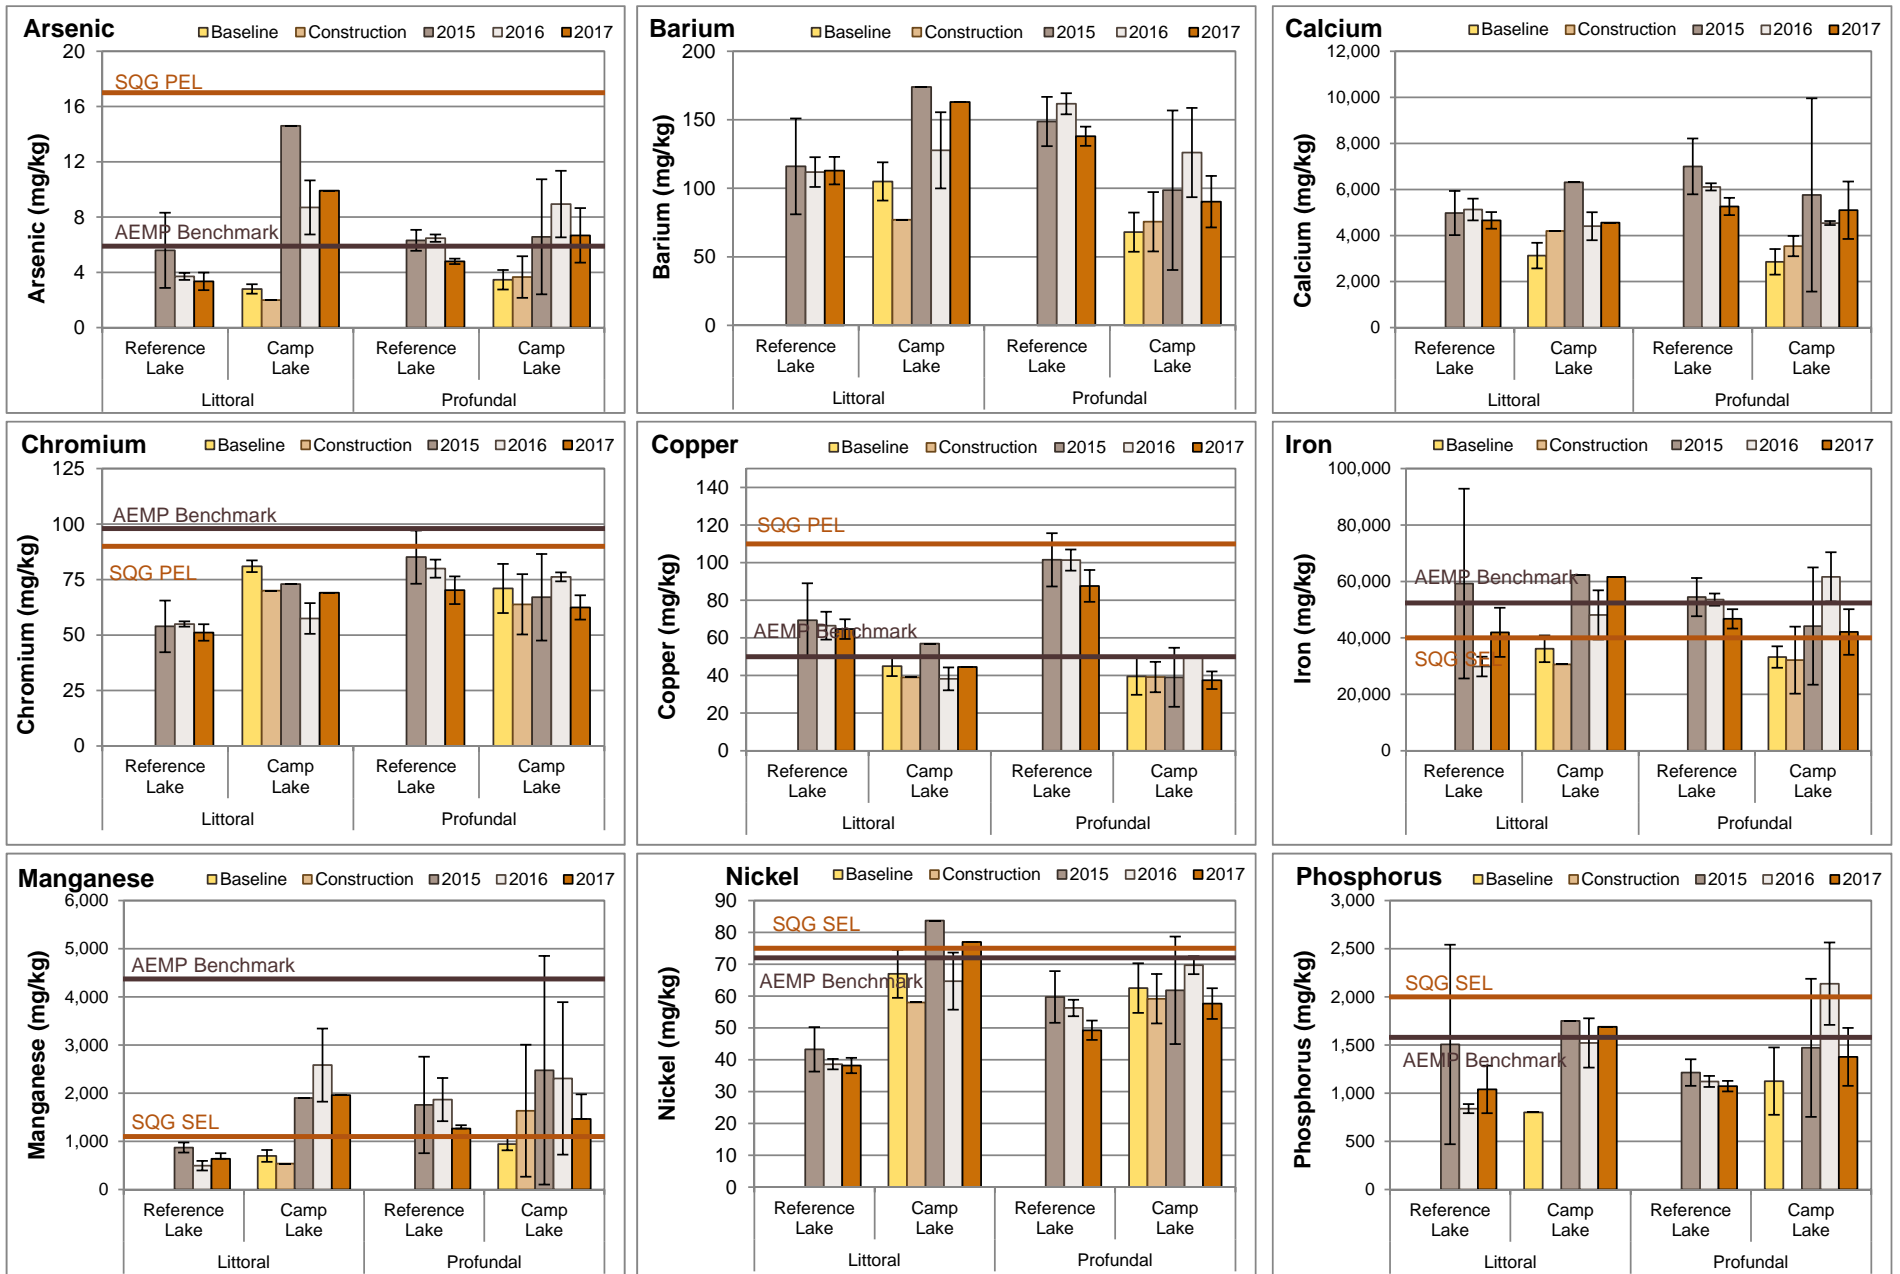 Arsenic
Baseline Construction 2015 2016 2017
20
16
12
8
4
0
Arsenic (mg/kg)
SQG PEL
AEMP Benchmark
Reference Lake
Camp Lake
Reference Lake
Camp Lake
Littoral
Profundal
Barium
Baseline Construction 2015 2016 2017
200
150
100
50
0
Barium (mg/kg)
Reference Lake
Camp Lake
Reference Lake
Camp Lake
Littoral
Profundal
Calcium
Baseline Construction 2015 2016 2017
12,000
10,000
8,000
6,000
4,000
2,000
0
Calcium (mg/kg)
Reference Lake
Camp Lake
Reference Lake
Camp Lake
Littoral
Profundal
Chromium
Baseline Construction 2015 2016 2017
125
100
75
50
25
0
Chromium (mg/kg)
AEMP Benchmark
SQG PEL
Reference Lake
Camp Lake
Reference Lake
Camp Lake
Littoral
Profundal
Copper
Baseline Construction 2015 2016 2017
140
120
100
80
60
40
20
0
Copper (mg/kg)
SQG PEL
AEMP Benchmark
Reference Lake
Camp Lake
Reference Lake
Camp Lake
Littoral
Profundal
Iron
Baseline Construction 2015 2016 2017
100,000
80,000
60,000
40,000
20,000
0
Iron (mg/kg)
AEMP Benchmark
SQG SEL
Reference Lake
Camp Lake
Reference Lake
Camp Lake
Littoral
Profundal
Manganese
Baseline Construction 2015 2016 2017
6,000
5,000
4,000
3,000
2,000
1,000
0
Manganese (mg/kg)
AEMP Benchmark
SQG SEL
Reference Lake
Camp Lake
Reference Lake
Camp Lake
Littoral
Profundal
Nickel
Baseline Construction 2015 2016 2017
90
80
70
60
50
40
30
20
10
0
Nickel (mg/kg)
SQG SEL
AEMP Benchmark
Reference Lake
Camp Lake
Reference Lake
Camp Lake
Littoral
Profundal
Phosphorus
Baseline Construction 2015 2016 2017
3,000
2,500
2,000
1,500
1,000
500
0
Phosphorus (mg/kg)
SQG SEL
AEMP Benchmark
Reference Lake
Camp Lake
Reference Lake
Camp Lake
Littoral
Profundal